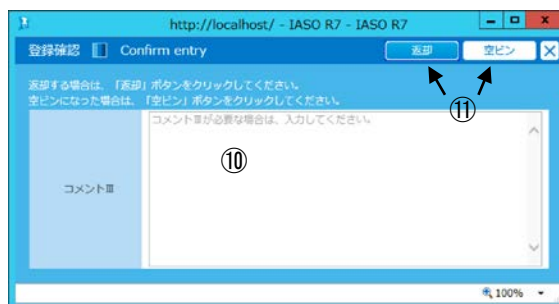 http://localhost/ - IASO R7 - IASO R7
登録確認 Confirm entry
返却 空ビン
返却する場合は、「返却」ボタンをクリックしてください。
空ビンになった場合は、「空ビン」ボタンをクリックしてください。
⑪
コメントⅢが必要な場合は、入力してください。
⑩
コメントⅢ
100%